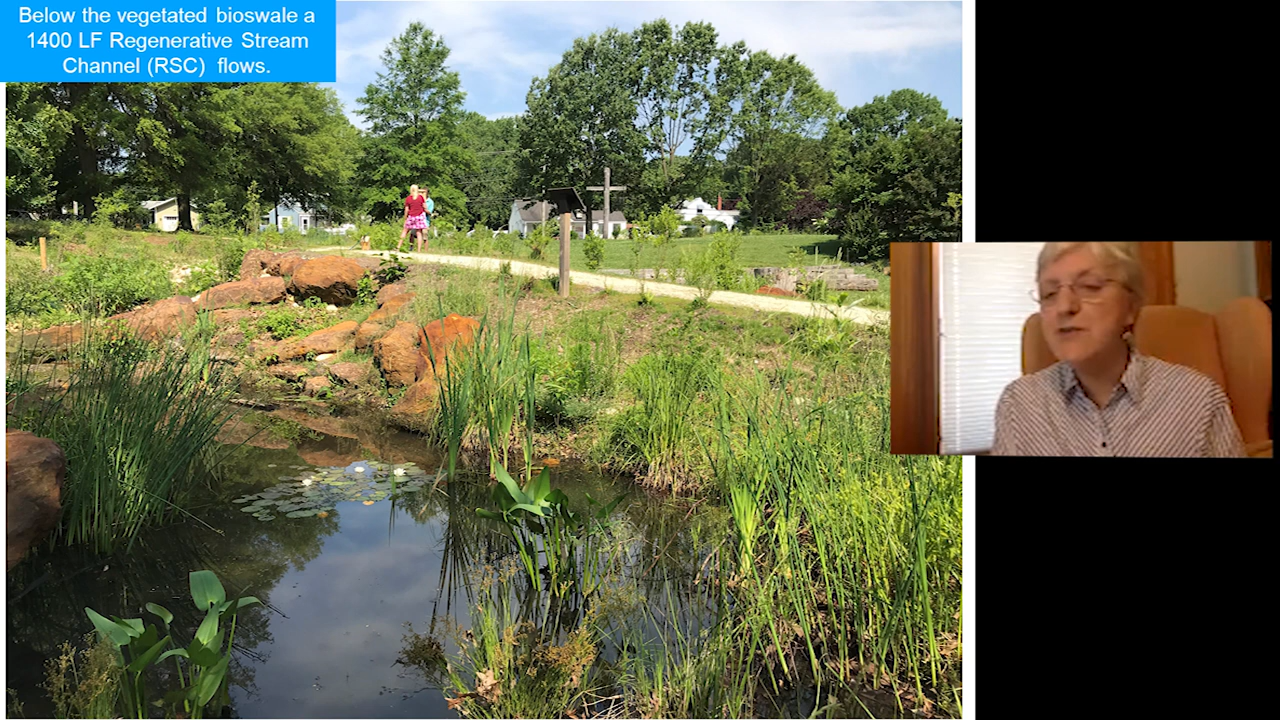 Below the vegetated bioswale a
1400 LF Regenerative Stream
Channel (RSC) flows.